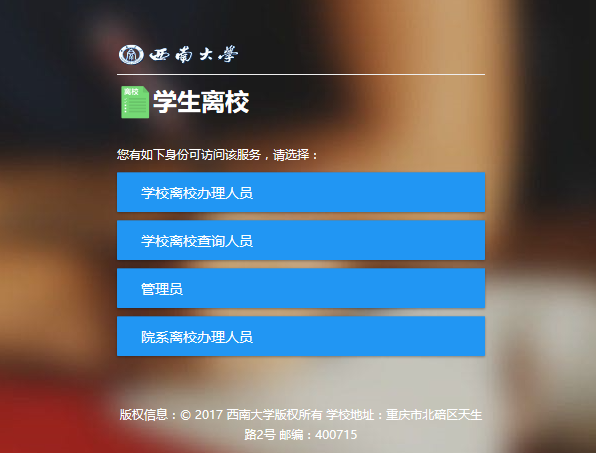 西南大学
离校
学生离校
您有如下身份可访问该服务，请选择：
学校离校办理人员
学校离校查询人员
管理员
院系离校办理人员
版权信息：© 2017 西南大学版权所有 学校地址：重庆市北碚区天生
路2号 邮编：400715